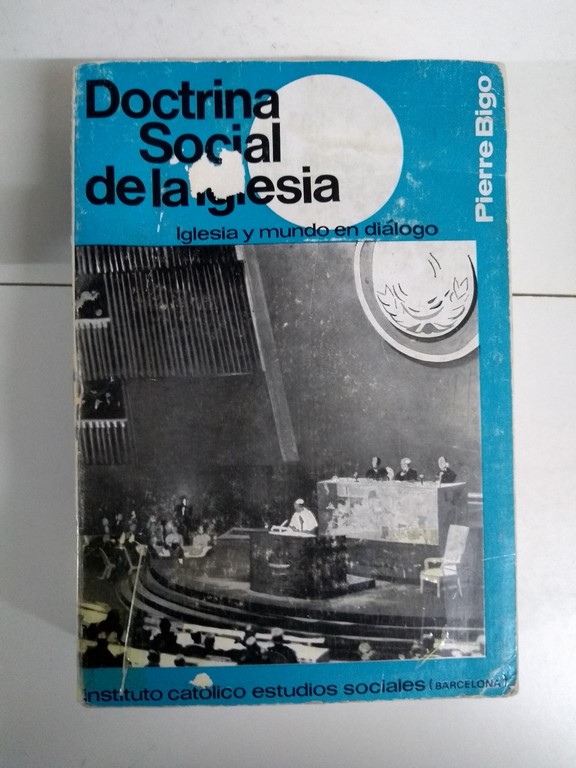 Doctrina
Social
de la Iglesia
Iglesia y mundo en diálogo
Pierre Bigo
instituto católico estudios sociales (BARCELONA)